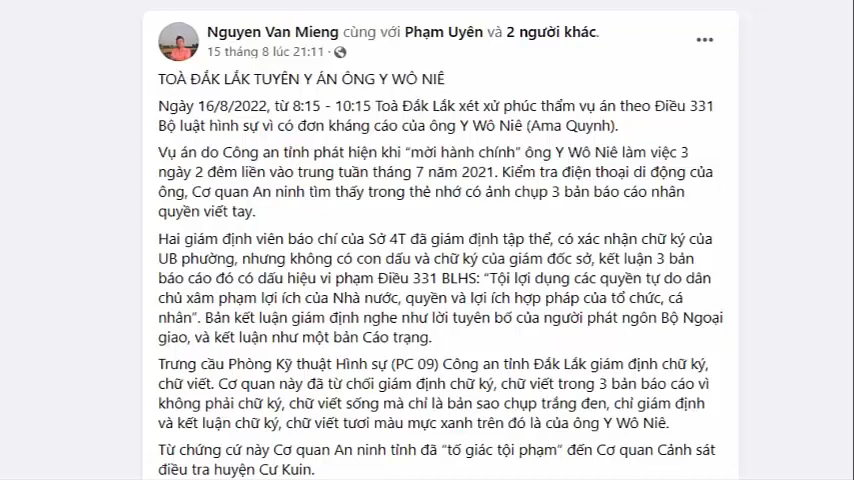 Nguyen Van Mieng cùng với Phạm Uyên và 2 người khác.
15 tháng 8 lúc 21:11 ·
TOÀ ĐẮK LẮK TUYÊN Y ÁN ÔNG Y WÔ NIÊ
Ngày 16/8/2022, từ 8:15 - 10:15 Toà Đắk Lắk xét xử phúc thẩm vụ án theo Điều 331
Bộ luật hình sự vì có đơn kháng cáo của ông Y Wô Niê (Ama Quynh).
Vụ án do Công an tỉnh phát hiện khi “mời hành chính” ông Y Wô Niê làm việc 3
ngày 2 đêm liền vào trung tuần tháng 7 năm 2021. Kiểm tra điện thoại di động của
ông, Cơ quan An ninh tìm thấy trong thẻ nhớ có ảnh chụp 3 bản báo cáo nhân
quyền viết tay.
Hai giám định viên báo chí của Sở 4T đã giám định tập thể, có xác nhận chữ ký của
UB phường, nhưng không có con dấu và chữ ký của giám đốc sở, kết luận 3 bản
báo cáo đó có dấu hiệu vi phạm Điều 331 BLHS: “Tội lợi dụng các quyền tự do dân
chủ xâm phạm lợi ích của Nhà nước, quyền và lợi ích hợp pháp của tổ chức, cá
nhân”. Bản kết luận giám định nghe như lời tuyên bố của người phát ngôn Bộ Ngoại
giao, và kết luận như một bản Cáo trạng.
Trưng cầu Phòng Kỹ thuật Hình sự (PC 09) Công an tỉnh Đắk Lắk giám định chữ ký,
chữ viết. Cơ quan này đã từ chối giám định chữ ký, chữ viết trong 3 bản báo cáo vì
không phải chữ ký, chữ viết sống mà chỉ là bản sao chụp trắng đen, chỉ giám định
và kết luận chữ ký, chữ viết tươi màu mực xanh trên đó là của ông Y Wô Niê.
Từ chứng cứ này Cơ quan An ninh tỉnh đã “tố giác tội phạm” đến Cơ quan Cảnh sát
điều tra huyện Cư Kuin.